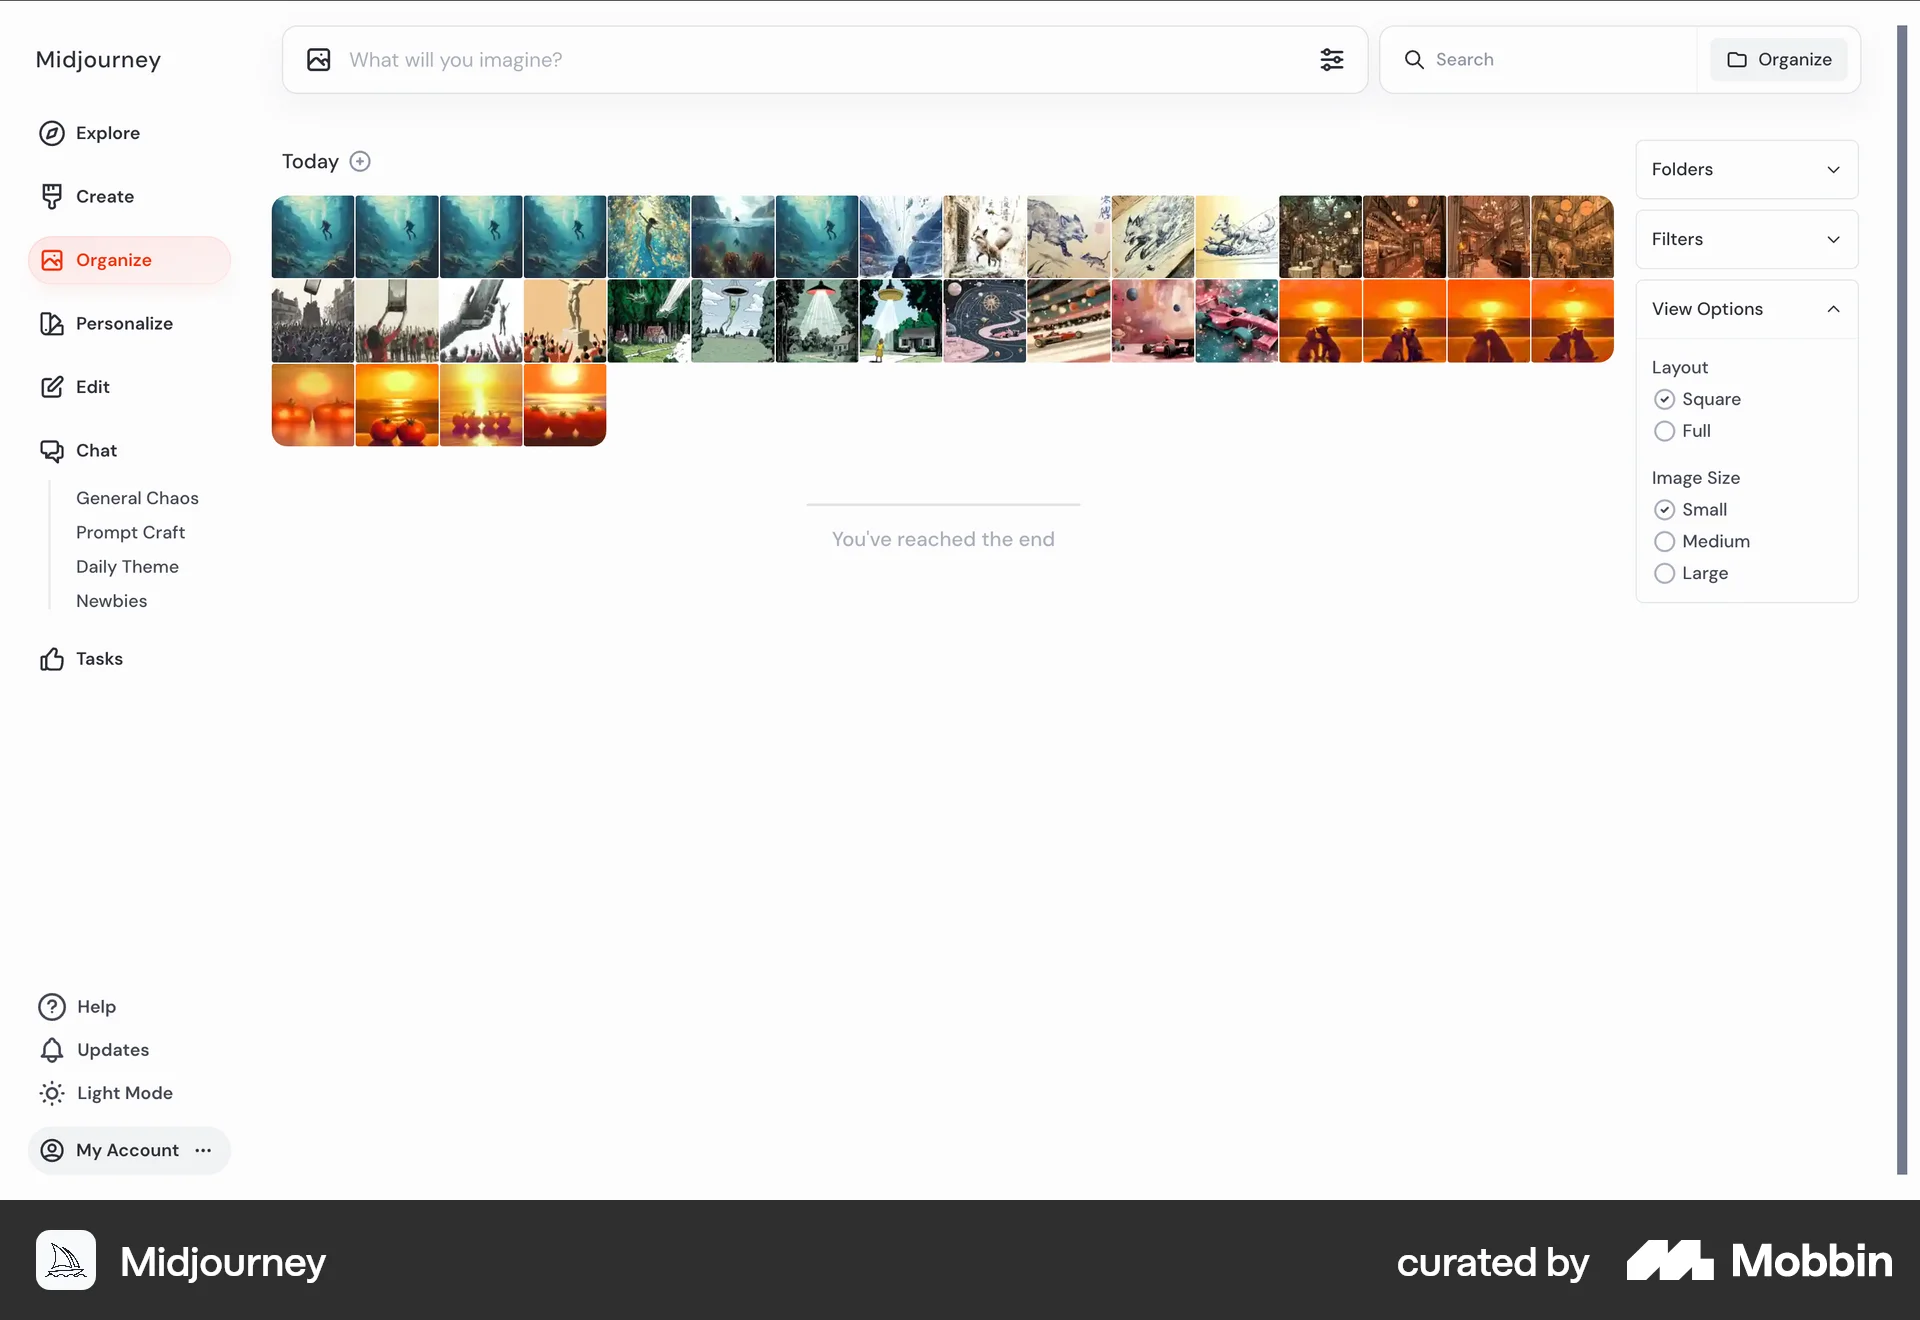 Midjourney
What will you imagine?
Search
Organize
Explore
Create
Organize
Personalize
Edit
Chat
General Chaos
Prompt Craft
Daily Theme
Newbies
Tasks
Help
Updates
Light Mode
My Account
Today
You've reached the end
Folders
Filters
View Options
Layout
Square
Full
Image Size
Small
Medium
Large
Midjourney
curated by
Mobbin